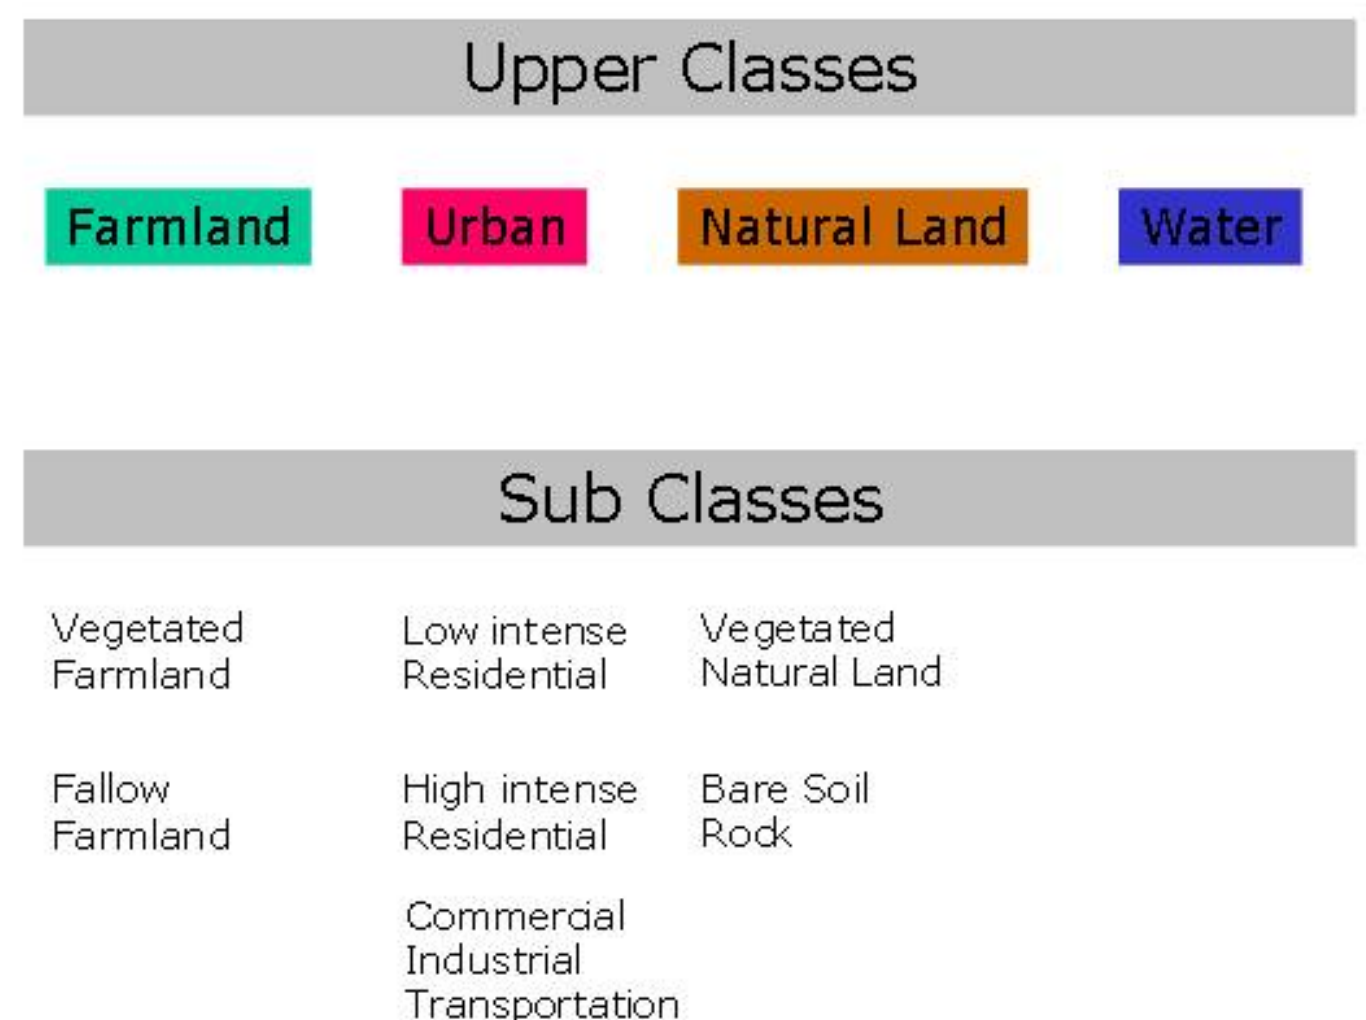 Upper Classes
Farmland Urban Natural Land Water
Sub Classes
Vegetated Low intense Vegetated
Farmland Residential Natural Land
Fallow High intense Bare Soil
Farmland Residential Rock
Commercial
Industrial
Transportation